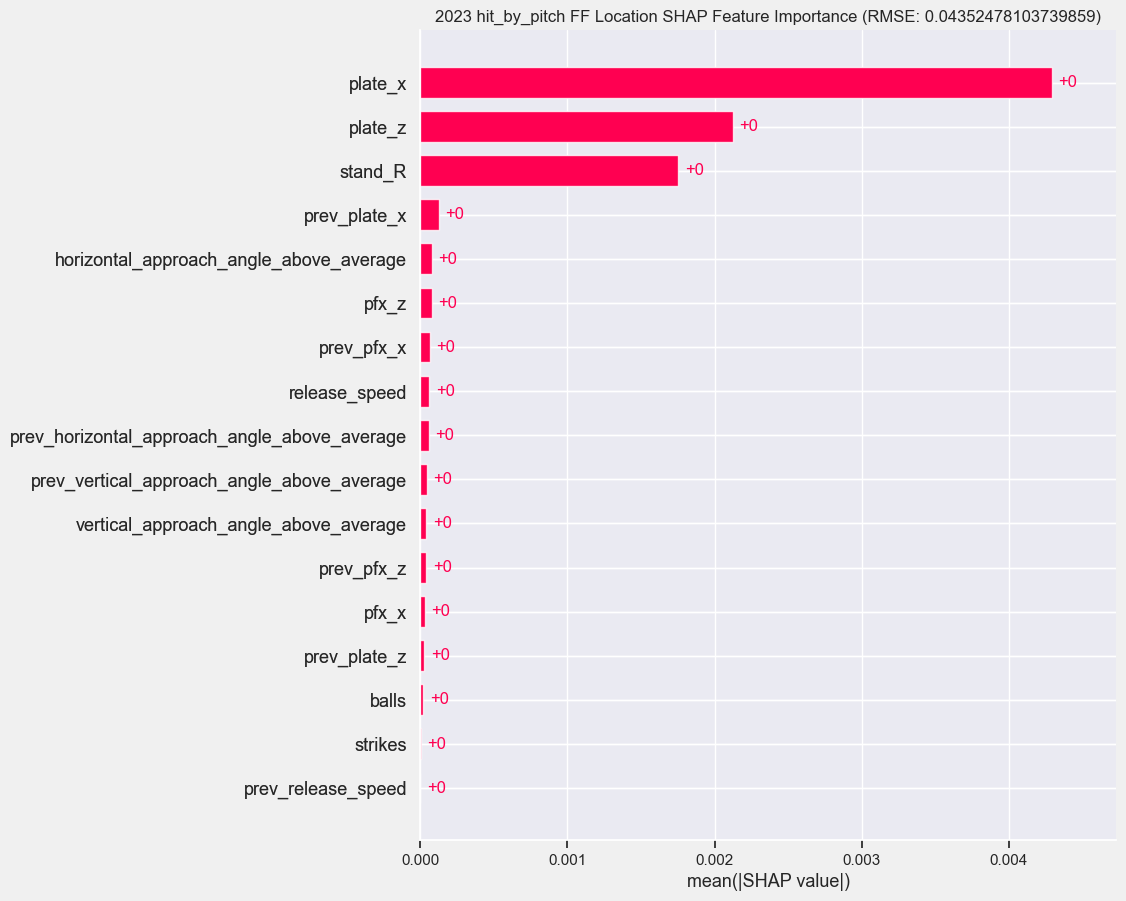 2023 hit_by_pitch FF Location SHAP Feature Importance (RMSE: 0.04352478103739859)
plate_x +0
plate_z +0
stand_R +0
prev_plate_x +0
horizontal_approach_angle_above_average +0
pfx_z +0
prev_pfx_x +0
release_speed +0
prev_horizontal_approach_angle_above_average +0
prev_vertical_approach_angle_above_average +0
vertical_approach_angle_above_average +0
prev_pfx_z +0
pfx_x +0
prev_plate_z +0
balls +0
strikes +0
prev_release_speed +0
0.000 0.001 0.002 0.003 0.004
mean(|SHAP value|)